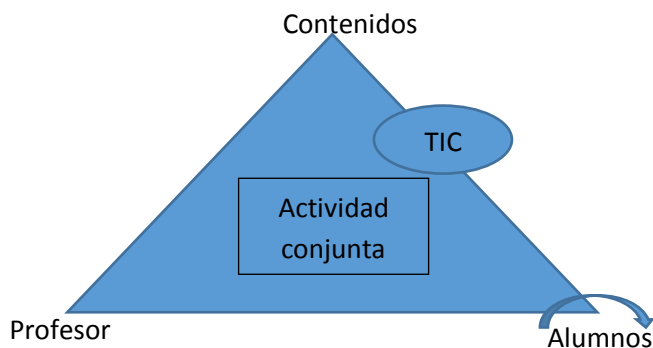 Contenidos
TIC
Actividad
conjunta
Profesor
Alumnos